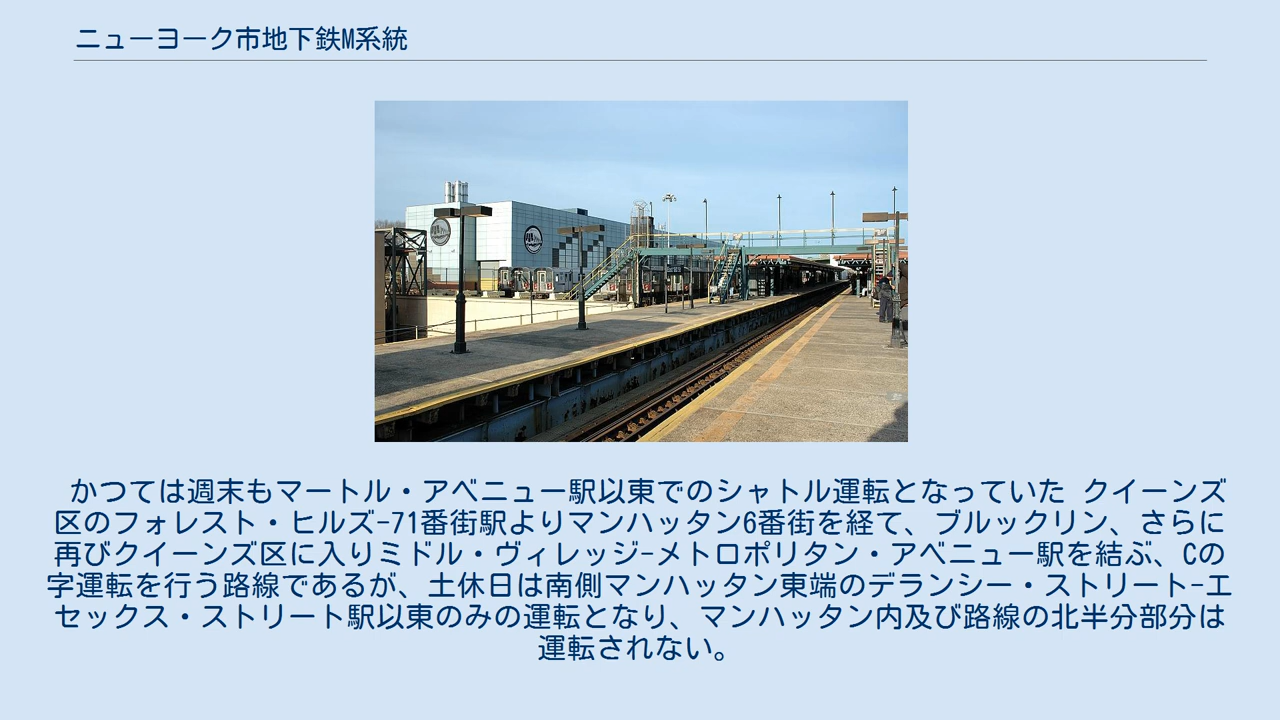 ニューヨーク市地下鉄M系統
かつては週末もマートル・アベニュー駅以東でのシャトル運転となっていた クイーンズ
区のフォレスト・ヒルズ-71番街駅よりマンハッタン6番街を経て、ブルックリン、さらに
再びクイーンズ区に入りミドル・ヴィレッジ-メトロポリタン・アベニュー駅を結ぶ、Cの
字運転を行う路線であるが、土休日は南側マンハッタン東端のデランシー・ストリート-エ
セックス・ストリート駅以東のみの運転となり、マンハッタン内及び路線の北半分部分は
運転されない。